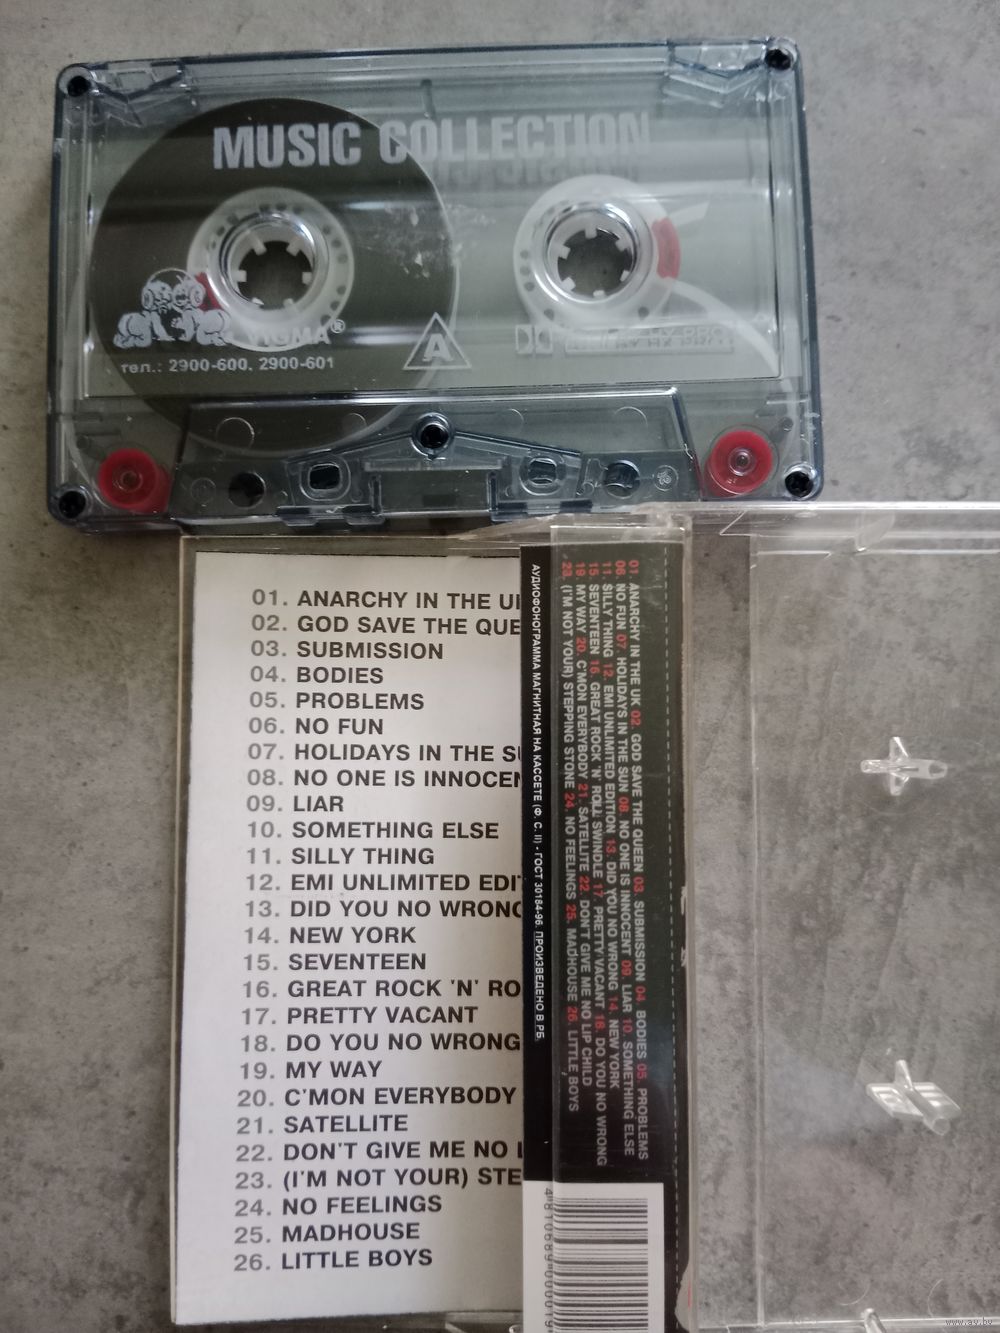 MUSIC COLLECTION
VIGMA®
тел.: 2900-600, 2900-601
A
01. ANARCHY IN THE U
02. GOD SAVE THE QUE
03. SUBMISSION
04. BODIES
05. PROBLEMS
06. NO FUN
07. HOLIDAYS IN THE SU
08. NO ONE IS INNOCEN
09. LIAR
10. SOMETHING ELSE
11. SILLY THING
12. EMI UNLIMITED EDIT
13. DID YOU NO WRONG
14. NEW YORK
15. SEVENTEEN
16. GREAT ROCK 'N' RO
17. PRETTY VACANT
18. DO YOU NO WRONG
19. MY WAY
20. C'MON EVERYBODY
21. SATELLITE
22. DON'T GIVE ME NO L
23. (I'M NOT YOUR) STE
24. NO FEELINGS
25. MADHOUSE
26. LITTLE BOYS
01. ANARCHY IN THE UK 02. GOD SAVE THE QUEEN 03. SUBMISSION 04. BODIES 05. PROBLEMS
06. NO FUN 07. HOLIDAYS IN THE SUN 08. NO ONE IS INNOCENT 09. LIAR 10. SOMETHING ELSE
11. SILLY THING 12. EMI UNLIMITED EDITION 13. DID YOU NO WRONG 14. NEW YORK
15. SEVENTEEN 16. GREAT ROCK 'N' ROLL SWINDLE 17. PRETTY VACANT 18. DO YOU NO WRONG
19. MY WAY 20. C'MON EVERYBODY 21. SATELLITE 22. DON'T GIVE ME NO LIP CHILD
23. (I'M NOT YOUR) STEPPING STONE 24. NO FEELINGS 25. MADHOUSE 26. LITTLE BOYS
АУДИОФОНОГРАММА МАГНИТНАЯ НА КАССЕТЕ (Ф. С. II) - ГОСТ 30184-96. ПРОИЗВЕДЕНО В РБ.
4 810689 000019
www.av.by